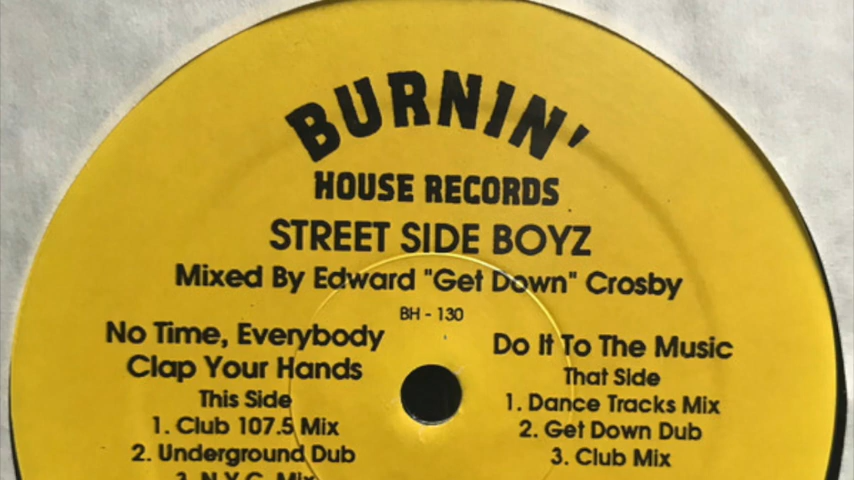 BURNIN'
HOUSE RECORDS
STREET SIDE BOYZ
Mixed By Edward "Get Down" Crosby
BH - 130
No Time, Everybody
Clap Your Hands
This Side
1. Club 107.5 Mix
2. Underground Dub
3. N.Y.C. Mix
Do It To The Music
That Side
1. Dance Tracks Mix
2. Get Down Dub
3. Club Mix